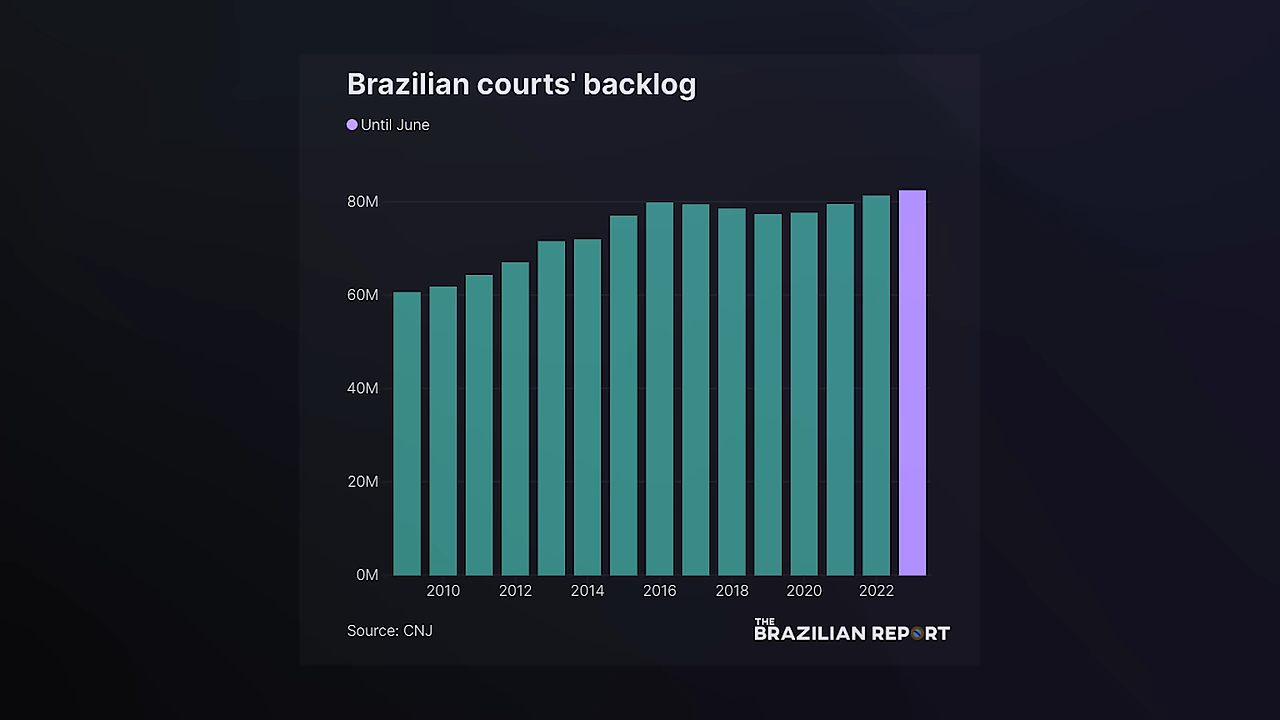 Brazilian courts' backlog
Until June
80M
60M
40M
20M
0M
2010 2012 2014 2016 2018 2020 2022
Source: CNJ
THE
BRAZILIAN REPORT